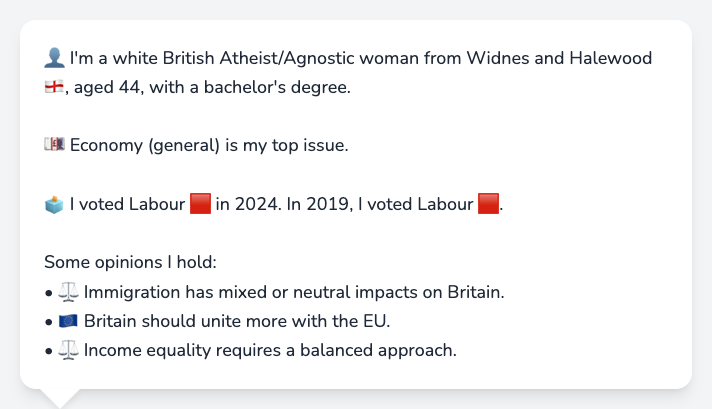 👤 I'm a white British Atheist/Agnostic woman from Widnes and Halewood
🏴󠁧󠁢󠁥󠁮󠁧󠁿, aged 44, with a bachelor's degree.
💷 Economy (general) is my top issue.
🗳️ I voted Labour 🟥 in 2024. In 2019, I voted Labour 🟥.
Some opinions I hold:
• ⚖️ Immigration has mixed or neutral impacts on Britain.
• 🇪🇺 Britain should unite more with the EU.
• ⚖️ Income equality requires a balanced approach.